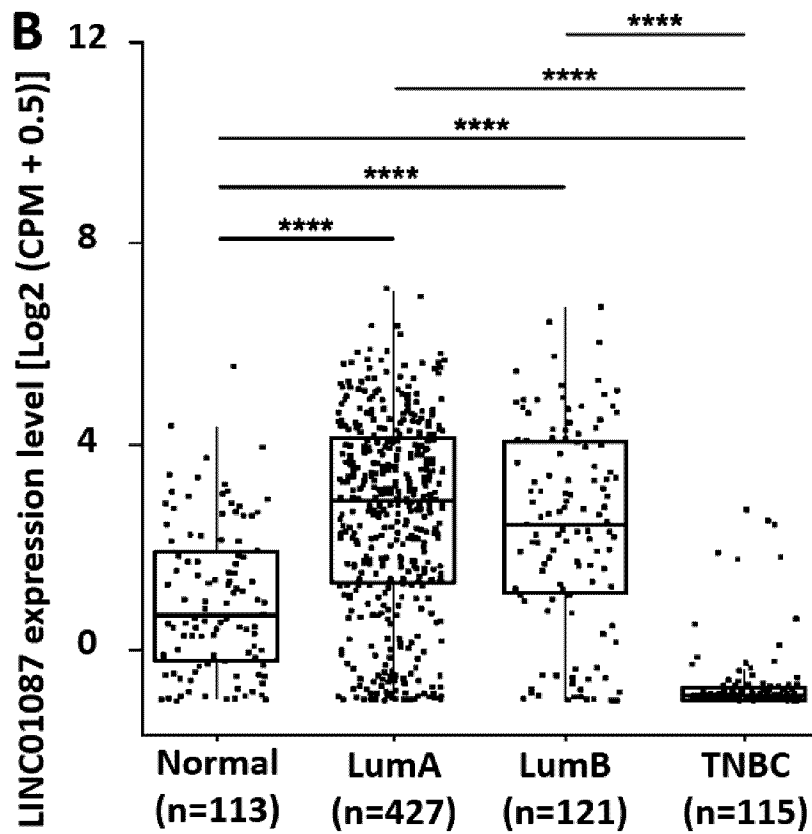 B
LINC01087 expression level [Log2 (CPM + 0.5)]
12
8
4
0
****
****
****
****
****
Normal LumA LumB TNBC
(n=113) (n=427) (n=121) (n=115)